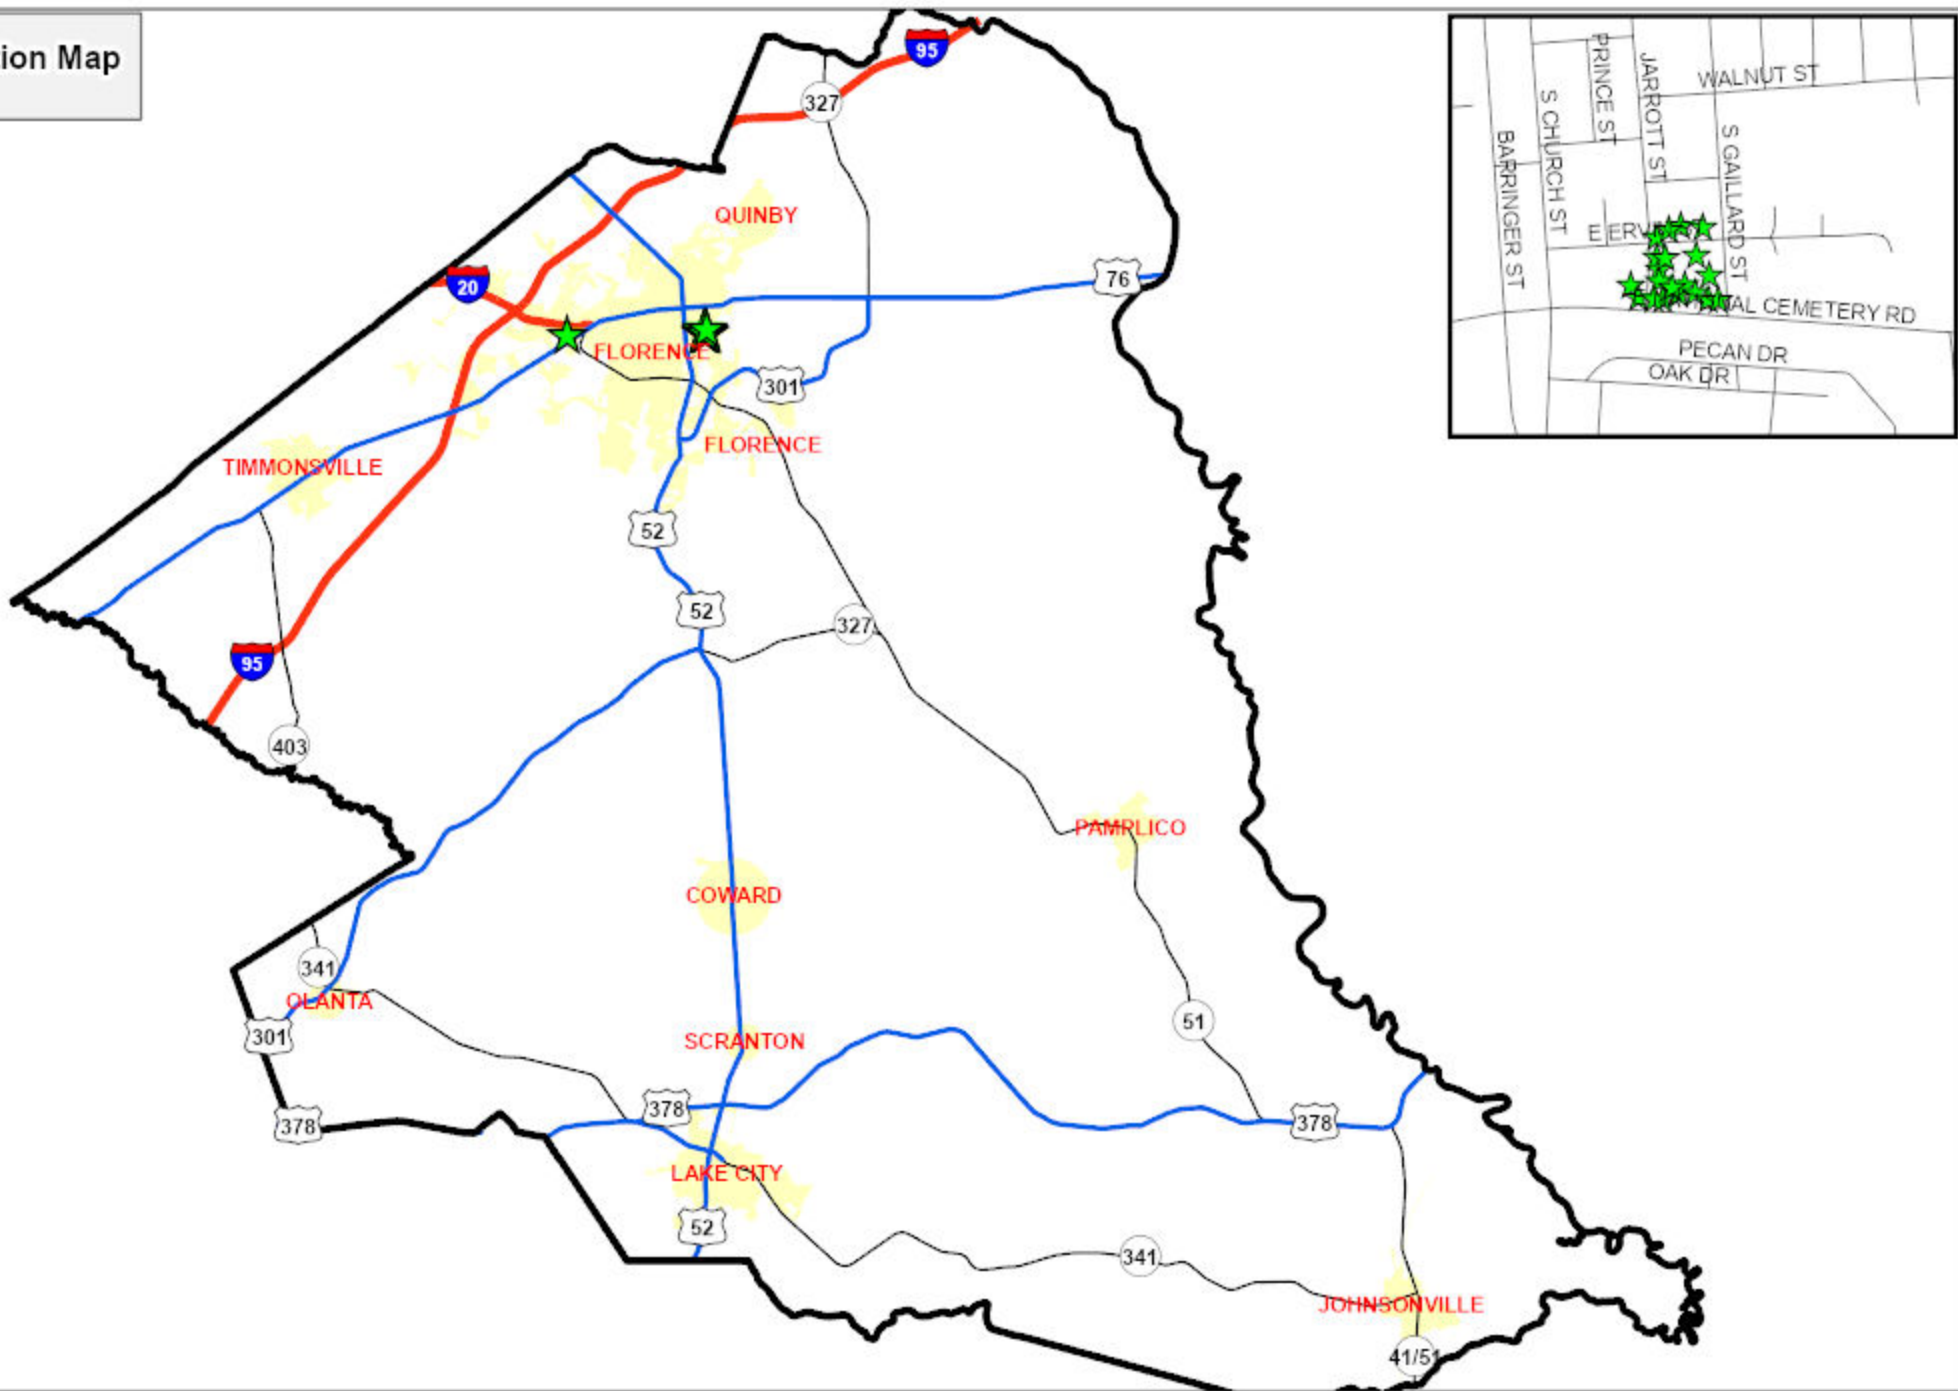 ion Map
95
327
QUINBY
20
76
FLORENCE
301
FLORENCE
TIMMONSVILLE
52
52
327
95
403
PAMPLICO
COWARD
341
OLANTA
51
301
SCRANTON
378
378
378
LAKE CITY
52
341
JOHNSONVILLE
41/51
PRINCE ST
JARROTT ST
WALNUT ST
S CHURCH ST
BARRINGER ST
S GAILLARD ST
E
CEMETERY RD
PECAN DR
OAK DR